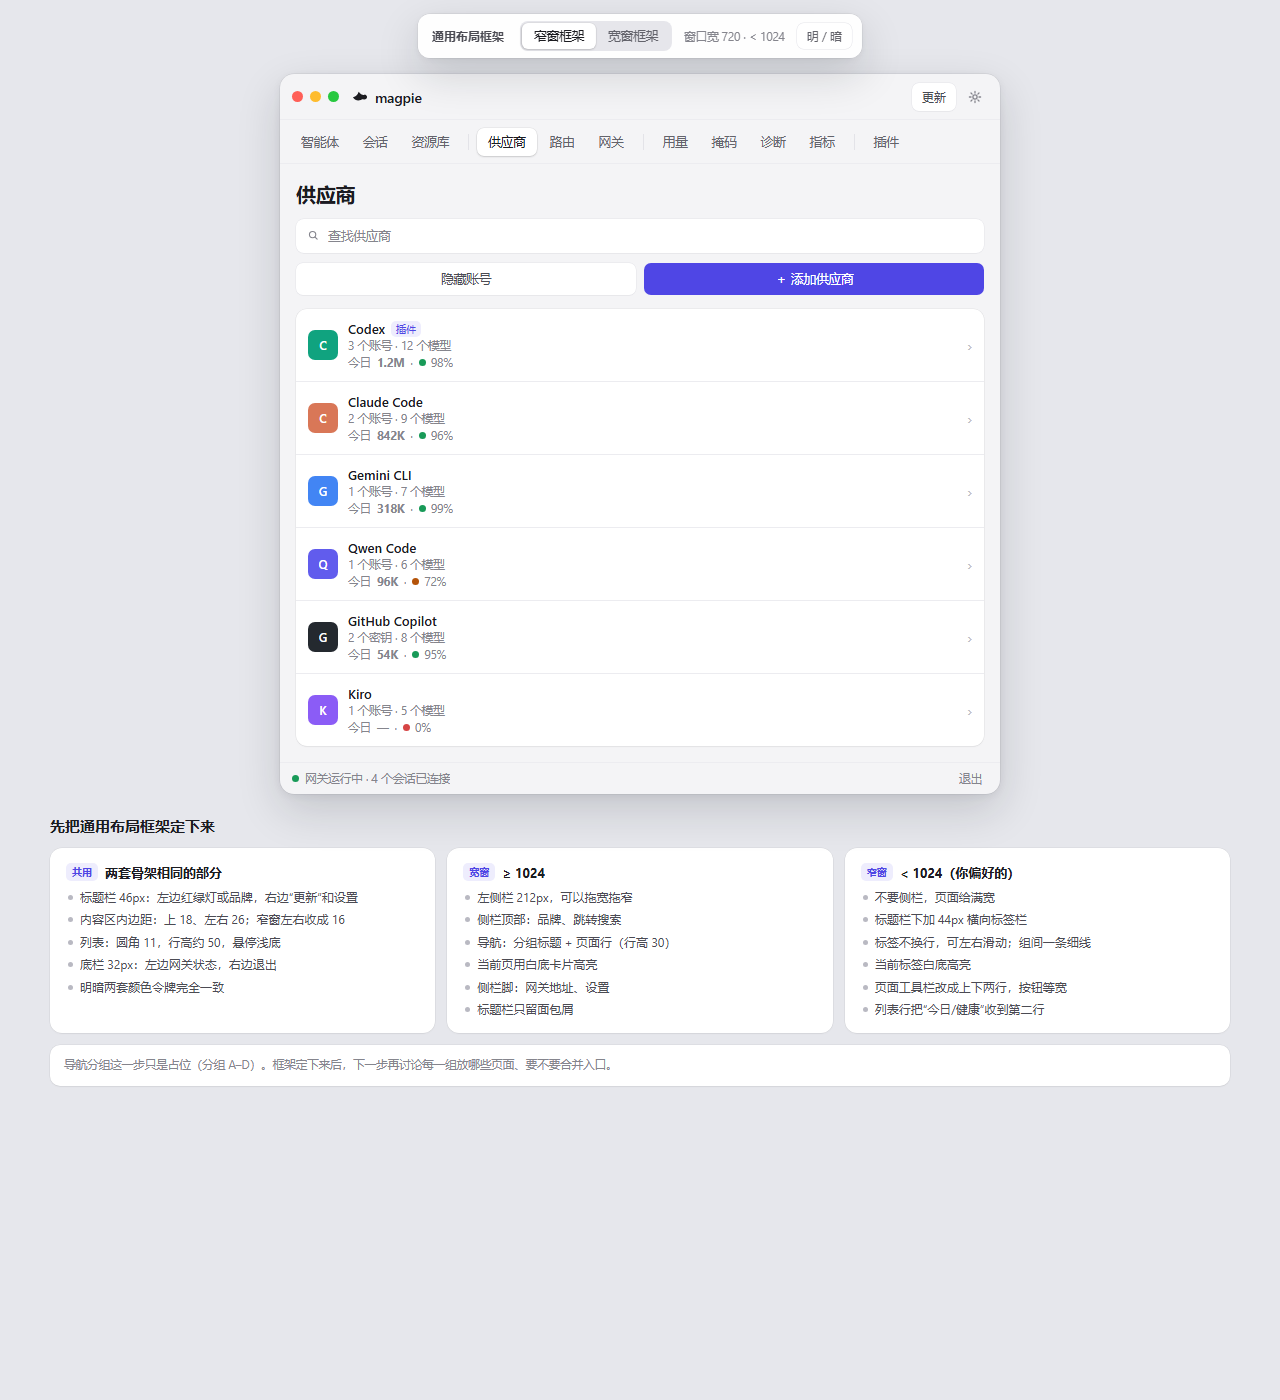 通用布局框架 窄窗框架 宽窗框架 窗口宽 720 · < 1024 明 / 暗
magpie 更新
智能体 会话 资源库 供应商 路由 网关 用量 掩码 诊断 指标 插件
供应商
查找供应商
隐藏账号 + 添加供应商
C Codex 插件
3 个账号 · 12 个模型
今日 1.2M · 98%
C Claude Code
2 个账号 · 9 个模型
今日 842K · 96%
G Gemini CLI
1 个账号 · 7 个模型
今日 318K · 99%
Q Qwen Code
1 个账号 · 6 个模型
今日 96K · 72%
G GitHub Copilot
2 个密钥 · 8 个模型
今日 54K · 95%
K Kiro
1 个账号 · 5 个模型
今日 — · 0%
网关运行中 · 4 个会话已连接 退出
先把通用布局框架定下来
共用 两套骨架相同的部分
标题栏 46px：左边红绿灯或品牌，右边“更新”和设置
内容区内边距：上 18、左右 26；窄窗左右收成 16
列表：圆角 11，行高约 50，悬停浅底
底栏 32px：左边网关状态，右边退出
明暗两套颜色令牌完全一致
宽窗 ≥ 1024
左侧栏 212px，可以拖宽拖窄
侧栏顶部：品牌、跳转搜索
导航：分组标题 + 页面行（行高 30）
当前页用白底卡片高亮
侧栏脚：网关地址、设置
标题栏只留面包屑
窄窗 < 1024（你偏好的）
不要侧栏，页面给满宽
标题栏下加 44px 横向标签栏
标签不换行，可左右滑动；组间一条细线
当前标签白底高亮
页面工具栏改成上下两行，按钮等宽
列表行把“今日/健康”收到第二行
导航分组这一步只是占位（分组 A–D）。框架定下来后，下一步再讨论每一组放哪些页面、要不要合并入口。